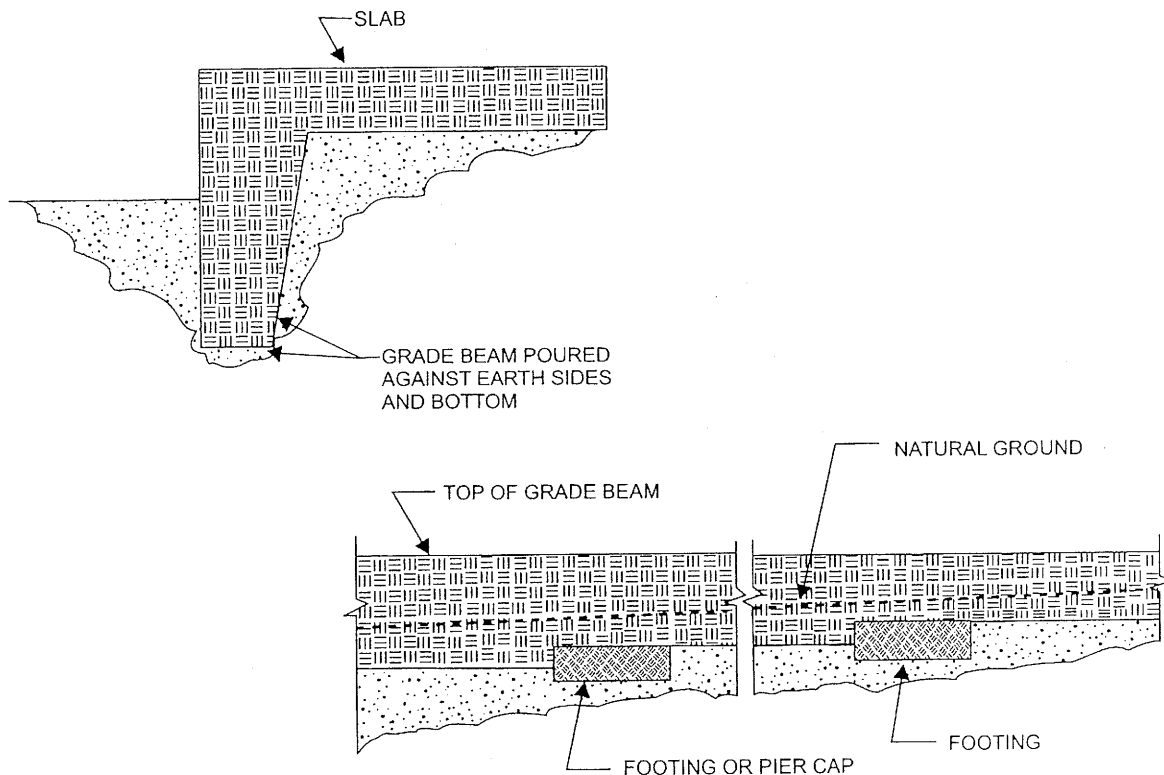 SLAB
GRADE BEAM POURED
AGAINST EARTH SIDES
AND BOTTOM
NATURAL GROUND
TOP OF GRADE BEAM
FOOTING
FOOTING OR PIER CAP